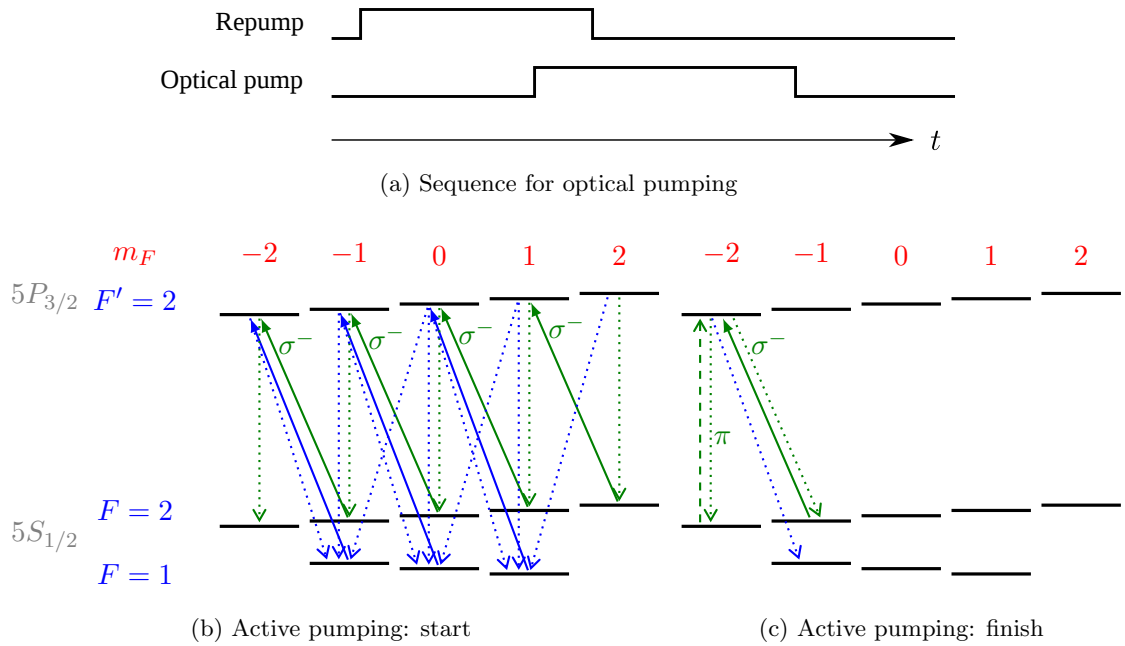 Repump
Optical pump
t
(a) Sequence for optical pumping
m_F −2 −1 0 1 2 −2 −1 0 1 2
5P_{3/2} F′ = 2
σ⁻ σ⁻ σ⁻ σ⁻ σ⁻
π
F = 2
5S_{1/2}
F = 1
(b) Active pumping: start (c) Active pumping: finish